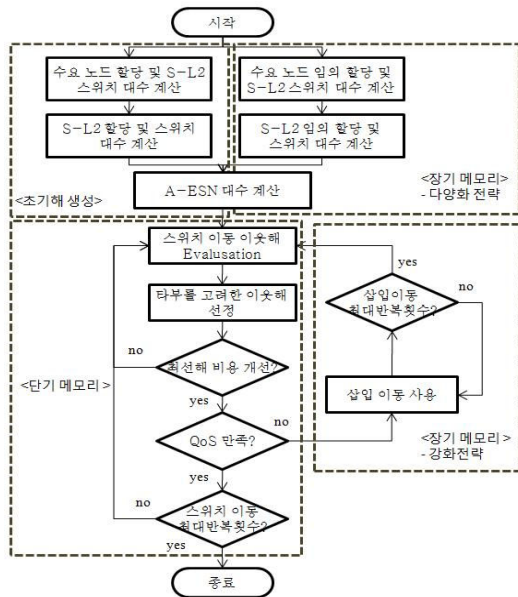 시작
수요 노드 할당 및 S-L2
스위치 대수 계산
수요 노드 임의 할당 및
S-L2 스위치 대수 계산
S-L2 할당 및 스위치
대수 계산
S-L2 임의 할당 및
스위치 대수 계산
<초기해 생성>
A-ESN 대수 계산
<장기 메모리>
- 다양화 전략
스위치 이동 이웃해
Evalusation
yes
타부를 고려한 이웃해
선정
삽입이동
최대반복횟수?
no
no
최선해 비용 개선?
<단기 메모리 >
yes
no
삽입 이동 사용
QoS 만족?
<장기 메모리>
- 강화전략
yes
no
스위치 이동
최대반복횟수?
yes
종료